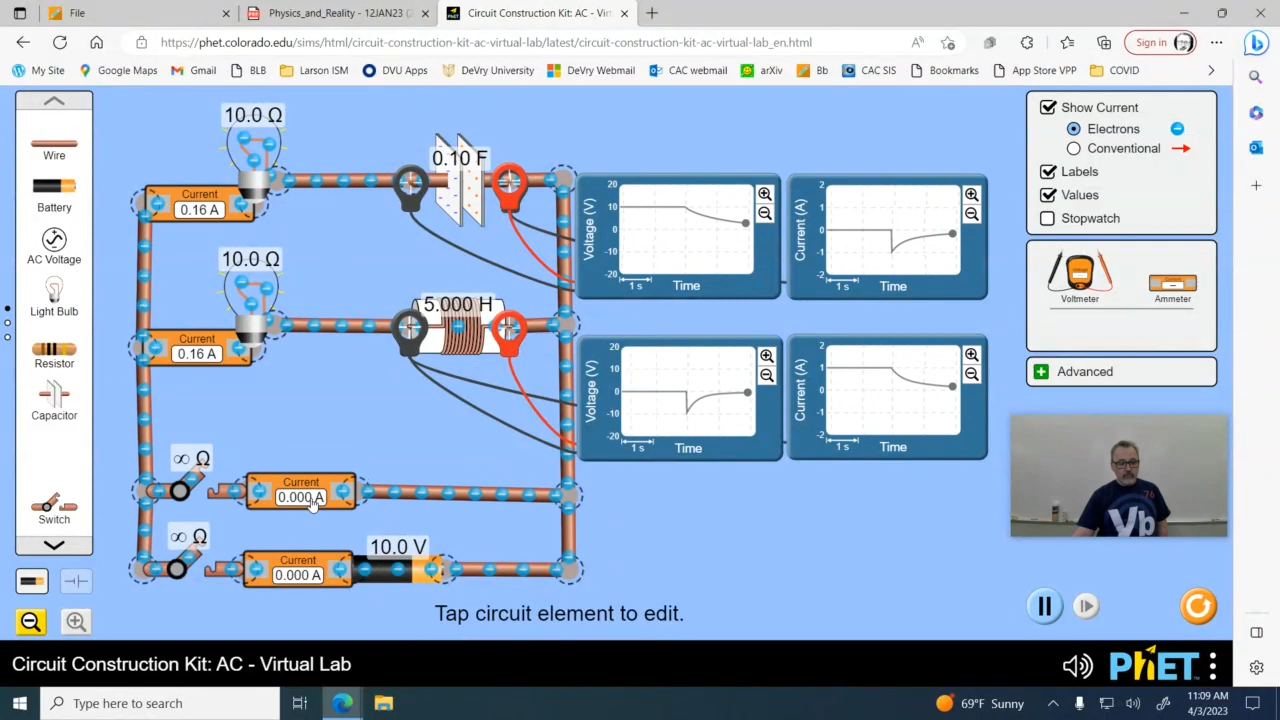 File
Physics_and_Reality - 12JAN23 (2
Circuit Construction Kit: AC - Virt
https://phet.colorado.edu/sims/html/circuit-construction-kit-ac-virtual-lab/latest/circuit-construction-kit-ac-virtual-lab_en.html
Sign in
My Site
Google Maps
Gmail
BLB
Larson ISM
DVU Apps
DeVry University
DeVry Webmail
CAC webmail
arXiv
Bb
CAC SIS
Bookmarks
App Store VPP
COVID
Wire
Battery
AC Voltage
Light Bulb
Resistor
Capacitor
Switch
10.0 Ω
0.10 F
Current
0.16 A
10.0 Ω
5.000 H
Current
0.16 A
∞ Ω
Current
0.000 A
∞ Ω
Current
0.000 A
10.0 V
Tap circuit element to edit.
Voltage (V)
20
10
0
-10
-20
1 s
Time
Current (A)
2
1
0
-1
-2
1 s
Time
Voltage (V)
20
10
0
-10
-20
1 s
Time
Current (A)
2
1
0
-1
-2
1 s
Time
Show Current
Electrons
Conventional
Labels
Values
Stopwatch
Voltage
Voltmeter
Current
Ammeter
Advanced
76
Yb
Circuit Construction Kit: AC - Virtual Lab
PhET
Type here to search
69°F Sunny
11:09 AM
4/3/2023